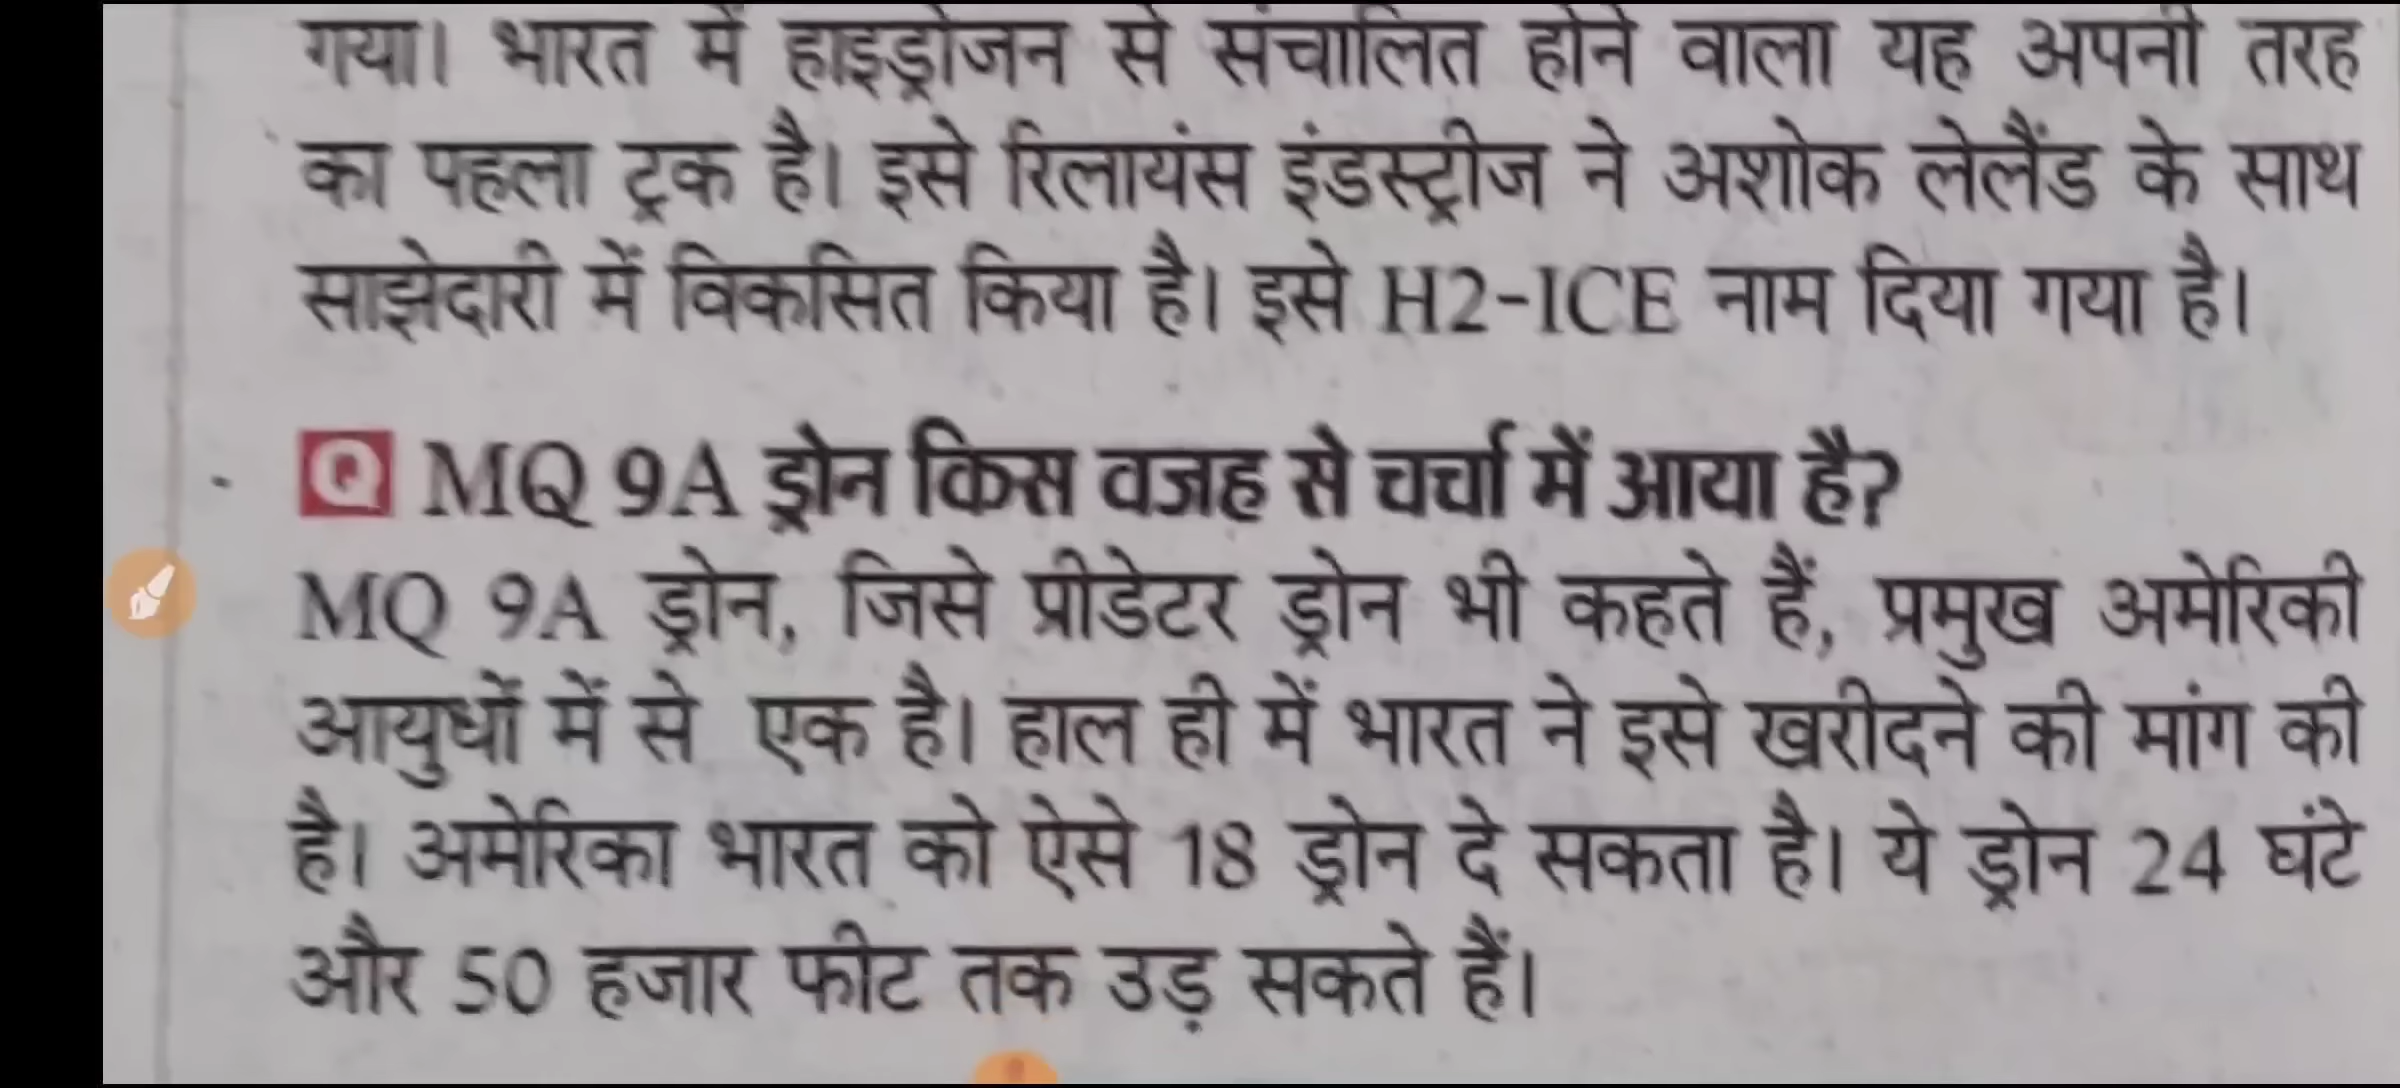 गया। भारत में हाइड्रोजन से संचालित होने वाला यह अपनी तरह
का पहला ट्रक है। इसे रिलायंस इंडस्ट्रीज ने अशोक लेलैंड के साथ
साझेदारी में विकसित किया है। इसे H2-ICE नाम दिया गया है।
Q MQ 9A ड्रोन किस वजह से चर्चा में आया है?
MQ 9A ड्रोन, जिसे प्रीडेटर ड्रोन भी कहते हैं, प्रमुख अमेरिकी
आयुधों में से एक है। हाल ही में भारत ने इसे खरीदने की मांग की
है। अमेरिका भारत को ऐसे 18 ड्रोन दे सकता है। ये ड्रोन 24 घंटे
और 50 हजार फीट तक उड़ सकते हैं।